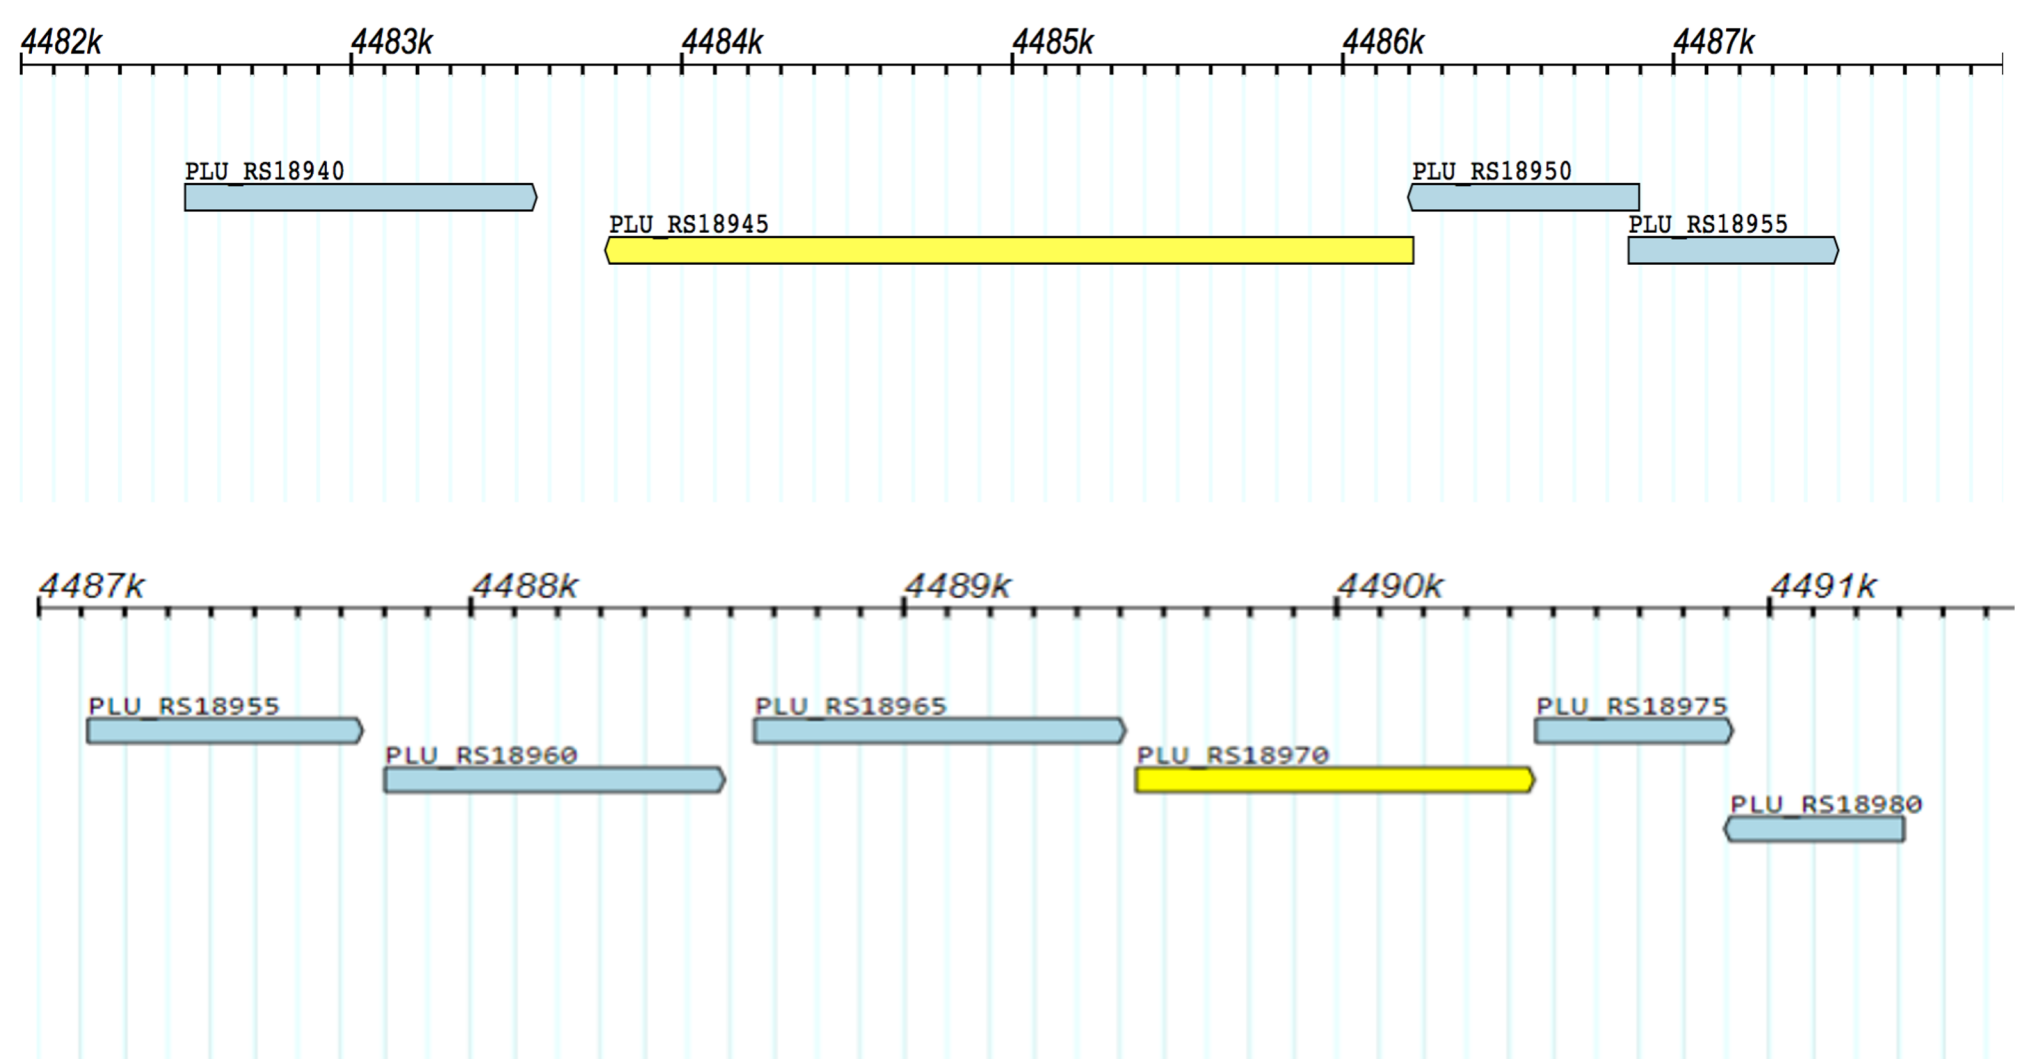 4482k 4483k 4484k 4485k 4486k 4487k
PLU_RS18940 PLU_RS18950
PLU_RS18945 PLU_RS18955
4487k 4488k 4489k 4490k 4491k
PLU_RS18955 PLU_RS18965 PLU_RS18975
PLU_RS18960 PLU_RS18970
PLU_RS18980